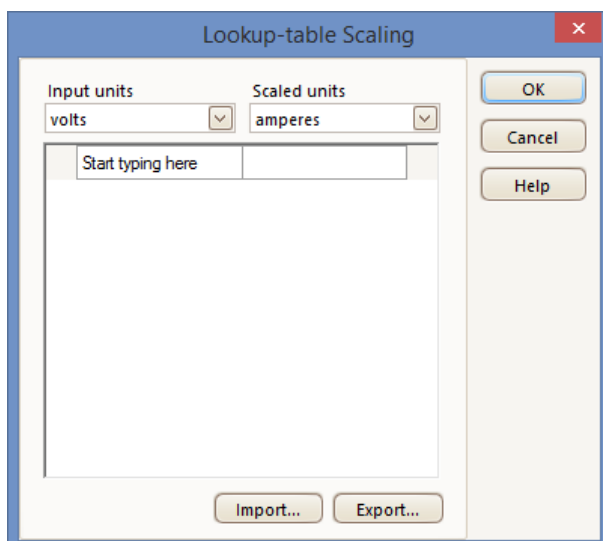 Lookup-table Scaling
Input units
Scaled units
volts
amperes
Start typing here
Import...
Export...
OK
Cancel
Help